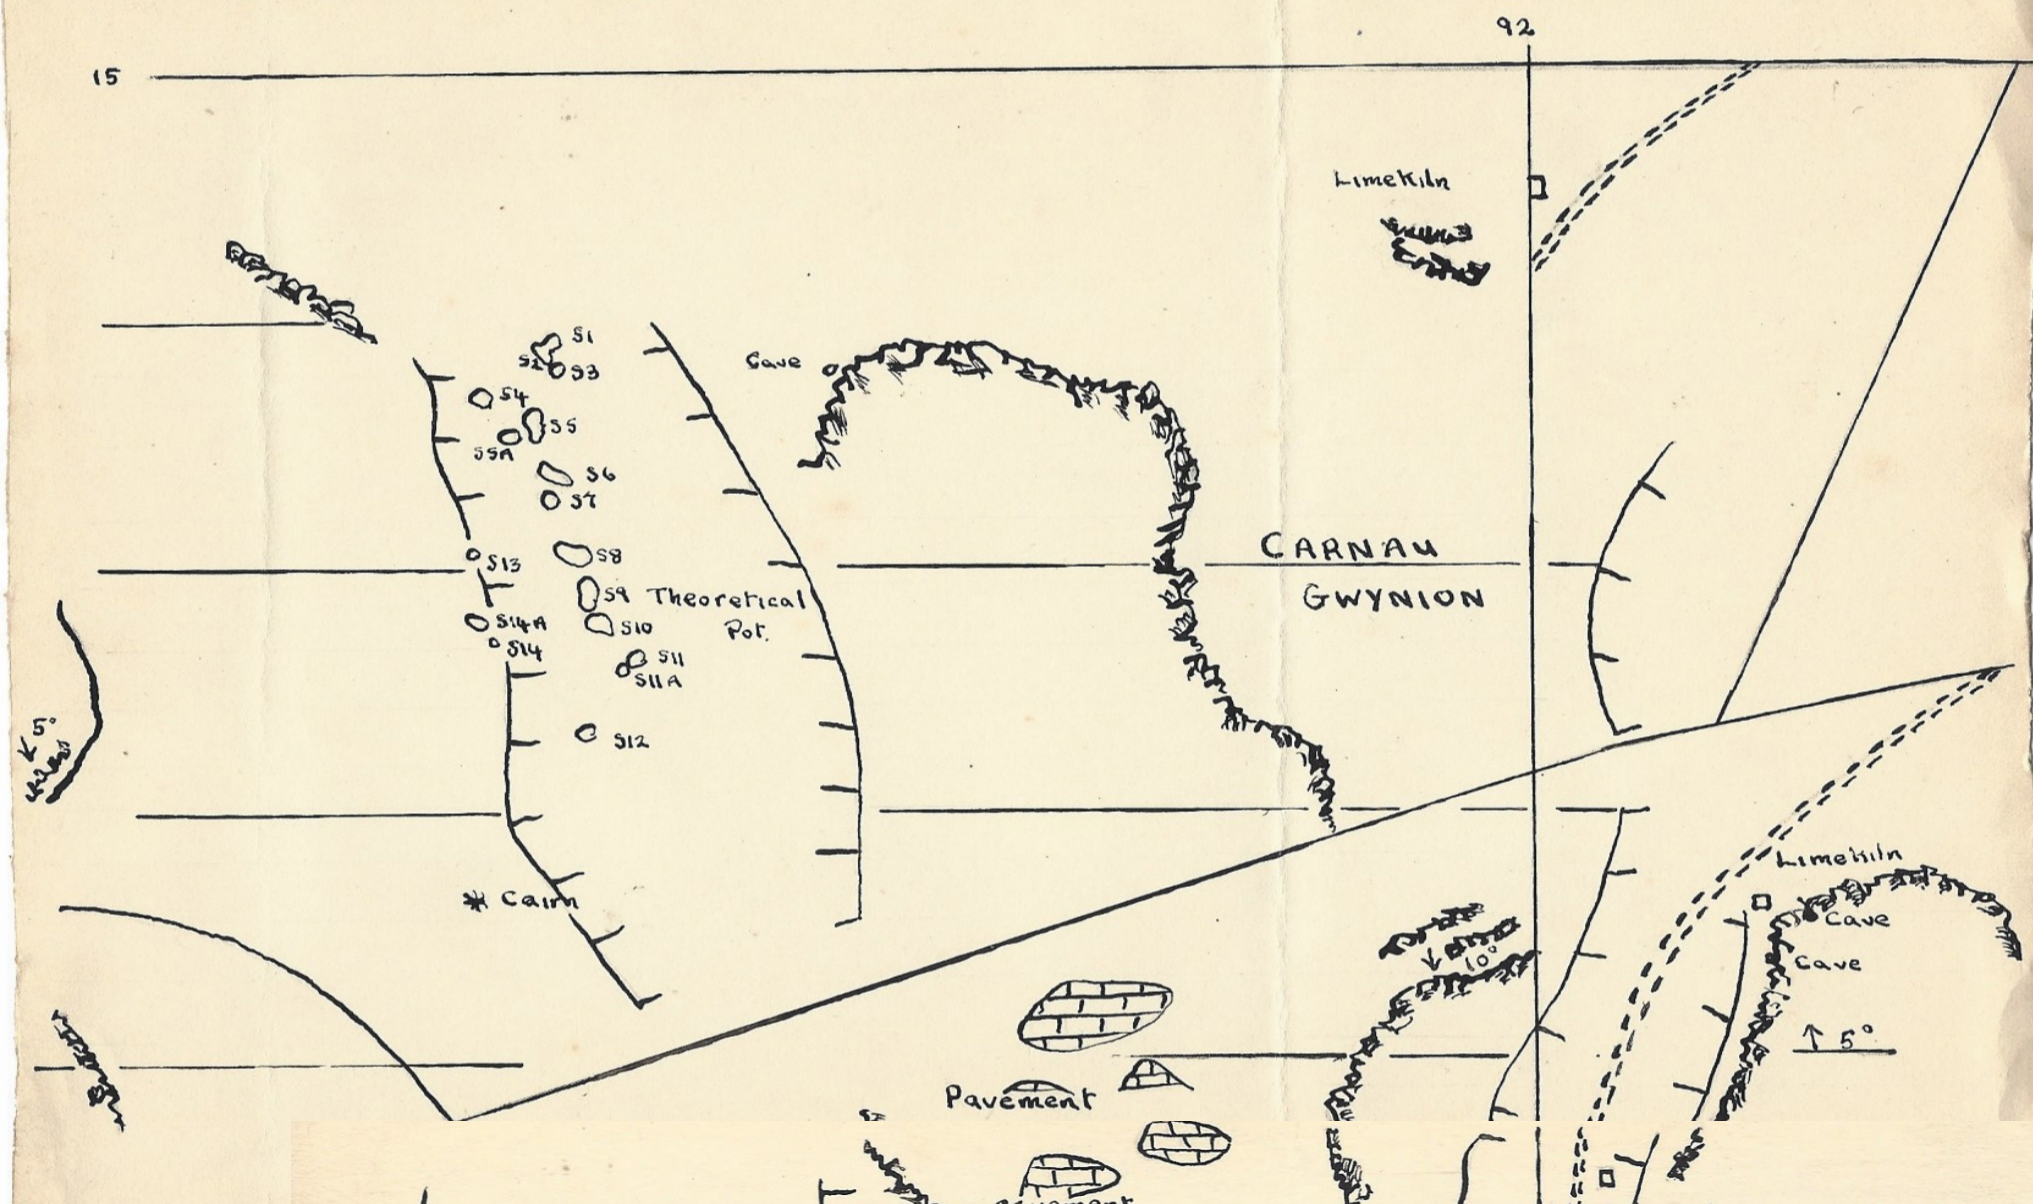 92
15
Limekiln
S1
Cave
S2
S3
S4
S5
S5A
S6
S7
CARNAU
S8
S13
S9 Theoretical
GWYNION
S14A
S10
Pot.
S14
S11
S11A
5°
S12
Limekiln
Cairn
Cave
10°
Cave
5°
Pavement